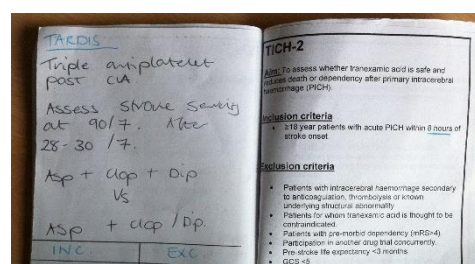 TARDIS
Triple antiplatelet
post CVA
Assess stroke severity
at 90/7. After
28-30 /7.
Asp + clop + Dip
Vs
Asp + clop / Dip.
INC EXC
TICH-2
Aim: To assess whether tranexamic acid is safe and
reduces death or dependency after primary intracerebral
haemorrhage (PICH).
Inclusion criteria
• ≥18 year patients with acute PICH within 8 hours of
stroke onset.
Exclusion criteria
• Patients with intracerebral haemorrhage secondary
to anticoagulation, thrombolysis or known
underlying structural abnormality
• Patients for whom tranexamic acid is thought to be
contraindicated.
• Patients with pre-morbid dependency (mRS>4).
• Participation in another drug trial concurrently.
• Pre-stroke life expectancy <3 months.
• GCS <5